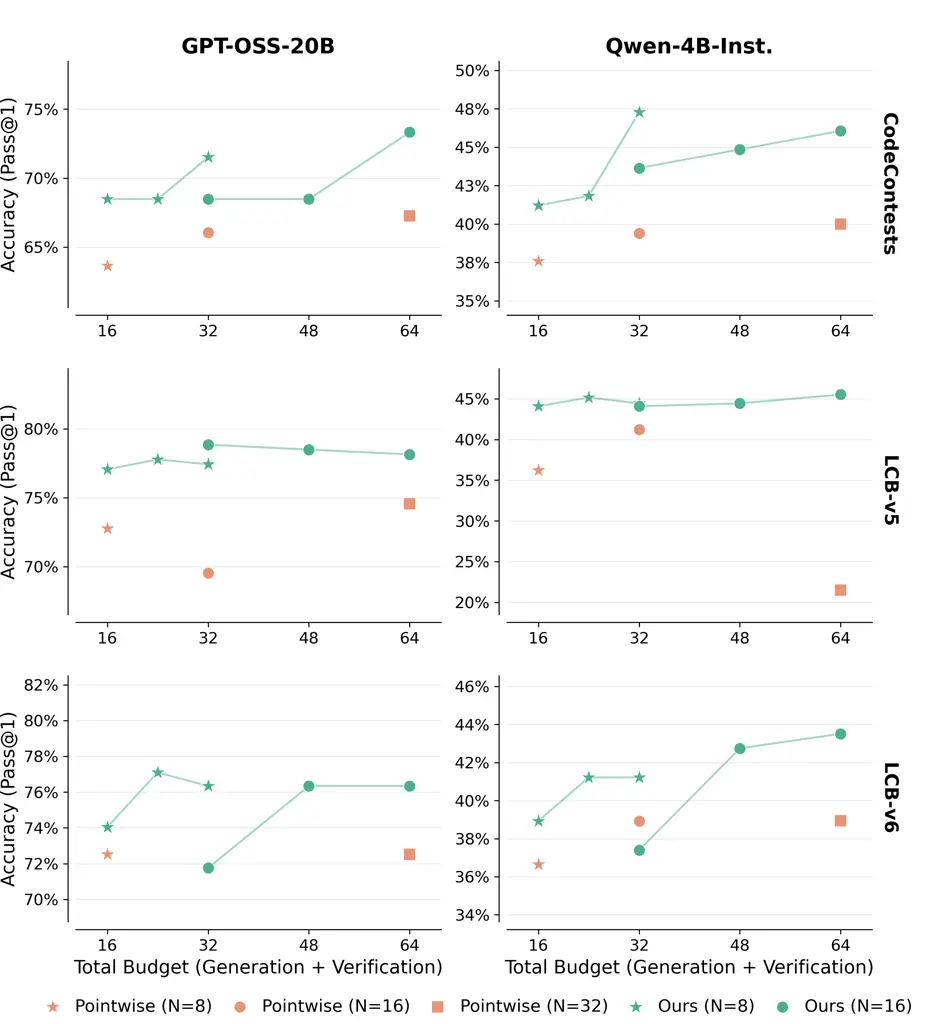 GPT-OSS-20B
Qwen-4B-Inst.
Accuracy (Pass@1)
75%
70%
65%
16 32 48 64
50%
48%
45%
43%
40%
38%
35%
16 32 48 64
CodeContests
Accuracy (Pass@1)
80%
75%
70%
16 32 48 64
45%
40%
35%
30%
25%
20%
16 32 48 64
LCB-v5
Accuracy (Pass@1)
82%
80%
78%
76%
74%
72%
70%
16 32 48 64
Total Budget (Generation + Verification)
46%
44%
42%
40%
38%
36%
34%
16 32 48 64
Total Budget (Generation + Verification)
LCB-v6
Pointwise (N=8) Pointwise (N=16) Pointwise (N=32) Ours (N=8) Ours (N=16)